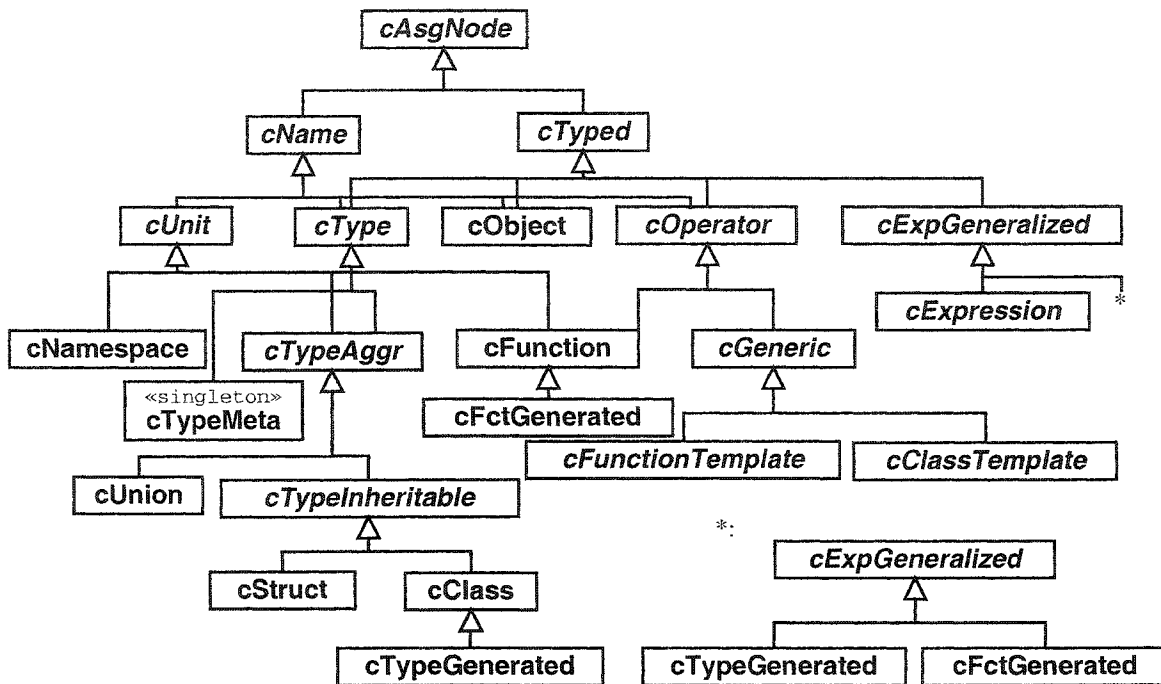 cAsgNode
cName
cTyped
cUnit
cType
cObject
cOperator
cExpGeneralized
cExpression
*
cNamespace
cTypeAggr
cFunction
cGeneric
«singleton»
cTypeMeta
cFctGenerated
cFunctionTemplate
cClassTemplate
cUnion
cTypeInheritable
*:
cExpGeneralized
cStruct
cClass
cTypeGenerated
cTypeGenerated
cFctGenerated